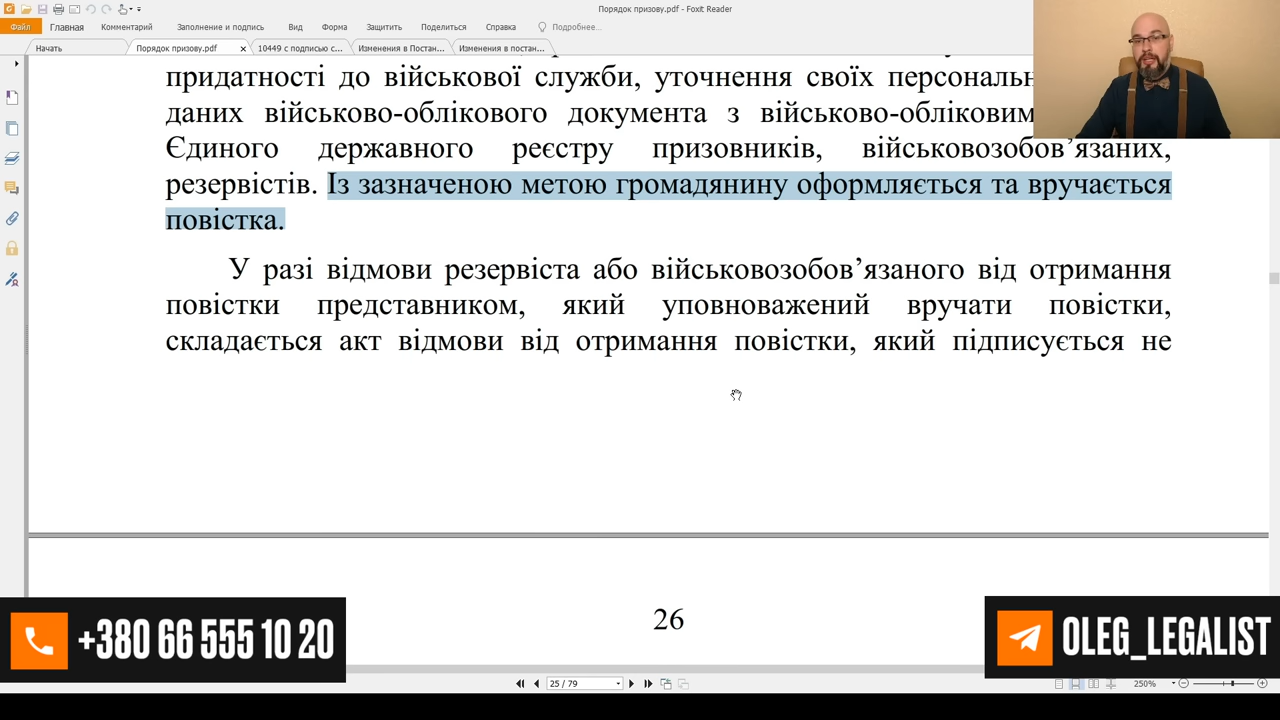 Порядок призову.pdf - Foxit Reader
Файл Главная Комментарий Заполнение и подпись Вид Форма Защитить Поделиться Справка Подробнее...
Начать Порядок призову.pdf 10449 с подписью с... Изменения в Постан... Изменения в постан...
придатності до військової служби, уточнення своїх персональн
даних військово-облікового документа з військово-обліковим
Єдиного державного реєстру призовників, військовозобов’язаних,
резервістів. Із зазначеною метою громадянину оформляється та вручається
повістка.
У разі відмови резервіста або військовозобов’язаного від отримання
повістки представником, який уповноважений вручати повістки,
складається акт відмови від отримання повістки, який підписується не
26
+380 66 555 10 20
OLEG_LEGALIST
25 / 79
250%